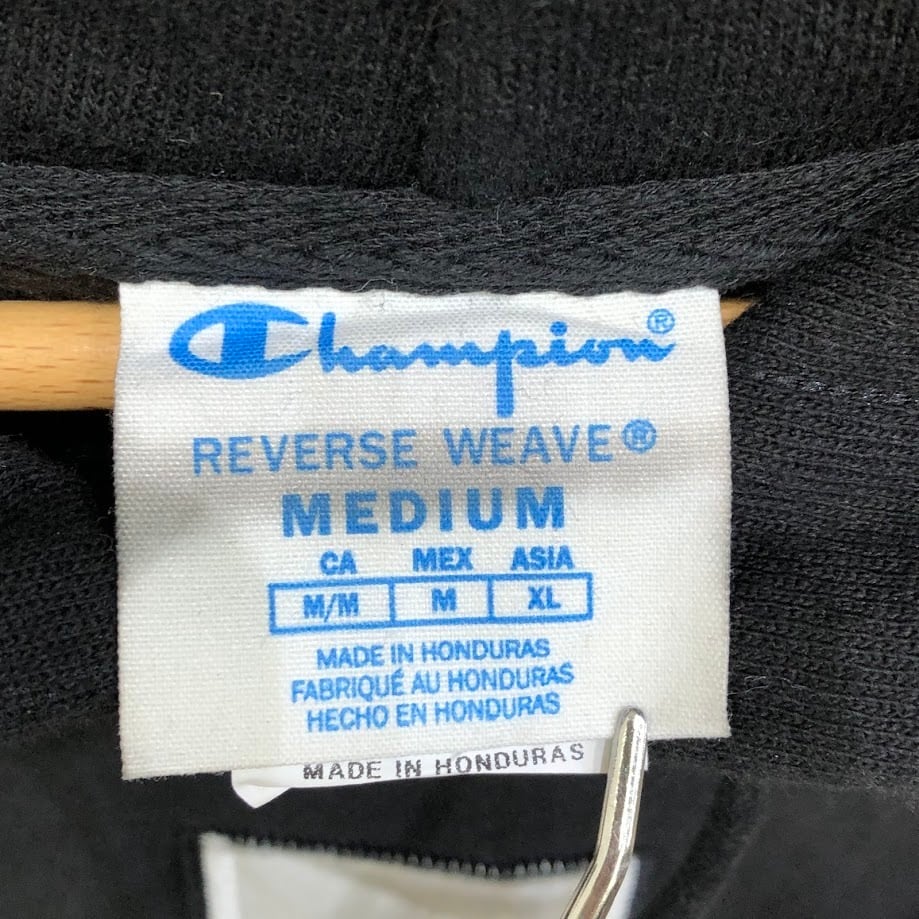 Champion®
REVERSE WEAVE®
MEDIUM
CA MEX ASIA
M/M M XL
MADE IN HONDURAS
FABRIQUÉ AU HONDURAS
HECHO EN HONDURAS
MADE IN HONDURAS